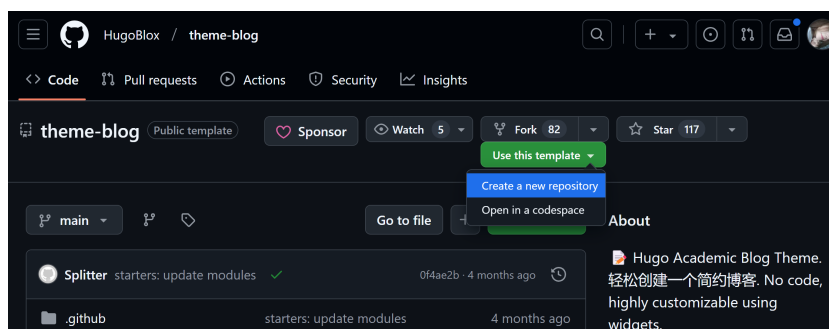 HugoBlox / theme-blog
Code Pull requests Actions Security Insights
theme-blog Public template Sponsor Watch 5 Fork 82 Star 117
Use this template
Create a new repository
Open in a codespace
main Go to file +
About
Splitter starters: update modules 0f4ae2b · 4 months ago
📝 Hugo Academic Blog Theme.
轻松创建一个简约博客. No code,
highly customizable using
widgets.
.github starters: update modules 4 months ago